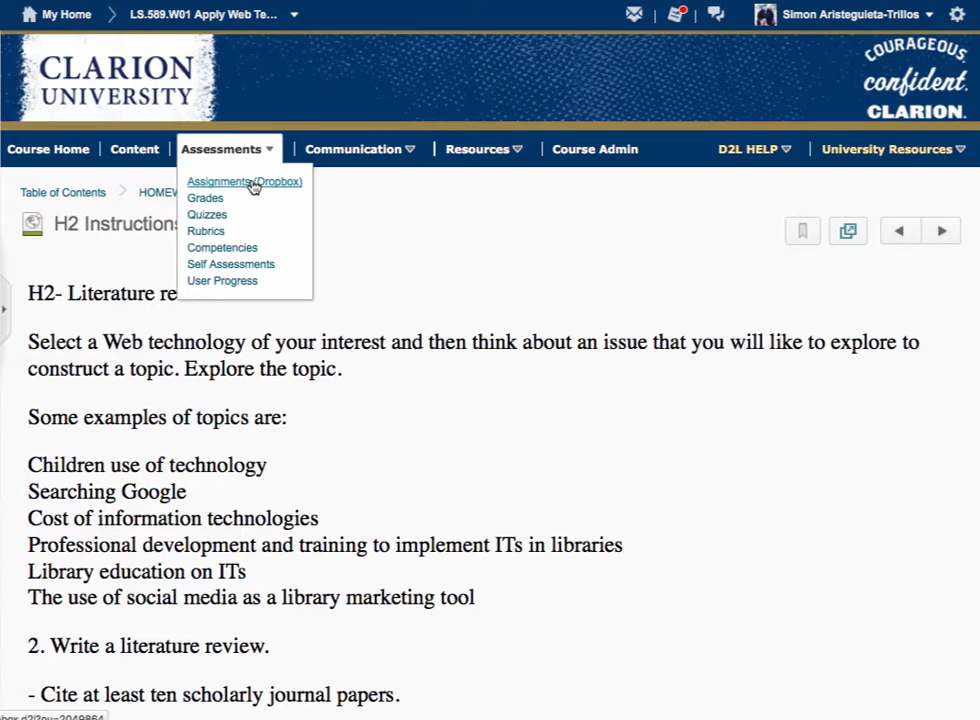 My Home
LS.589.W01 Apply Web Te...
Simon Aristeguieta-Trillos
CLARION
UNIVERSITY
COURAGEOUS.
confident.
CLARION.
Course Home
Content
Assessments
Communication
Resources
Course Admin
D2L HELP
University Resources
Assignments (Dropbox)
Grades
Quizzes
Rubrics
Competencies
Self Assessments
User Progress
Table of Contents
H2 Instructions
H2- Literature re
Select a Web technology of your interest and then think about an issue that you will like to explore to
construct a topic. Explore the topic.
Some examples of topics are:
Children use of technology
Searching Google
Cost of information technologies
Professional development and training to implement ITs in libraries
Library education on ITs
The use of social media as a library marketing tool
2. Write a literature review.
- Cite at least ten scholarly journal papers.